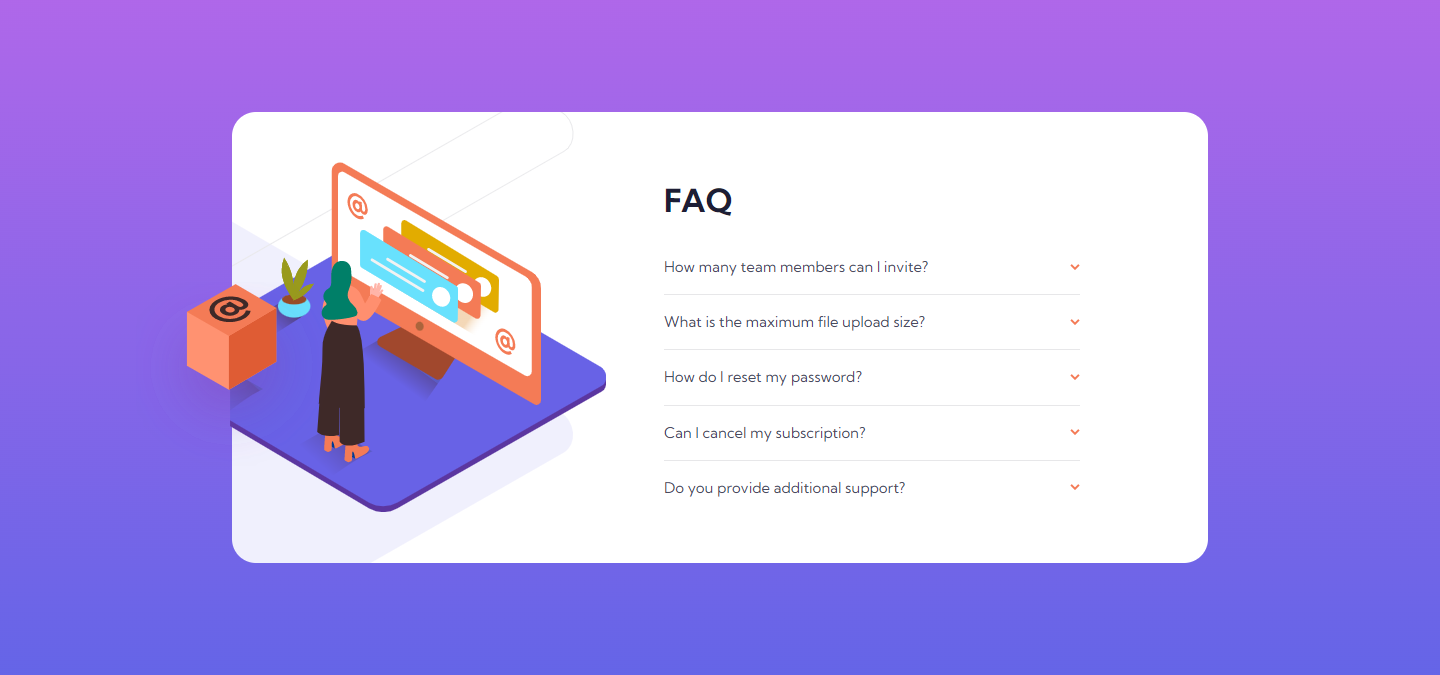 FAQ
How many team members can I invite?
What is the maximum file upload size?
How do I reset my password?
Can I cancel my subscription?
Do you provide additional support?
@
@
@